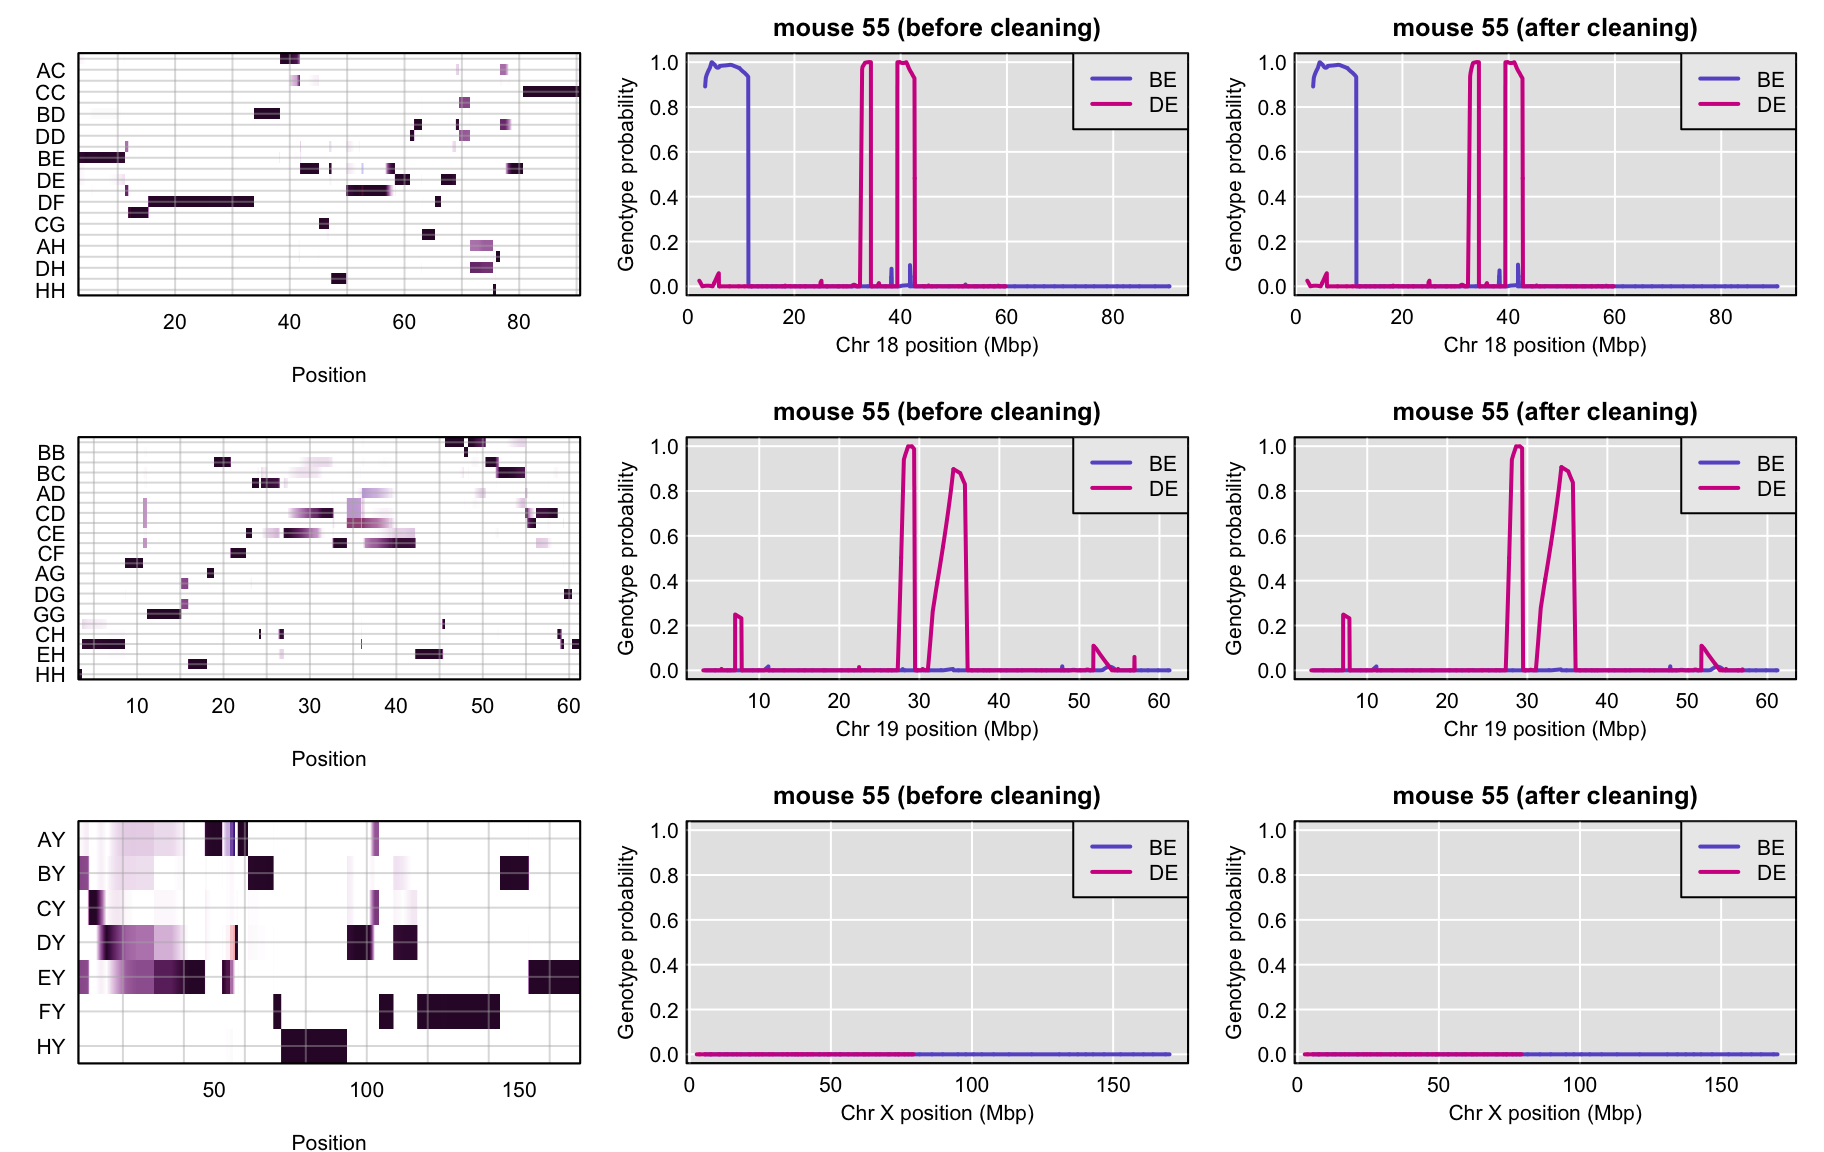 AC
CC
BD
DD
BE
DE
DF
CG
AH
DH
HH
20 40 60 80
Position
mouse 55 (before cleaning)
Genotype probability
1.0
0.8
0.6
0.4
0.2
0.0
BE
DE
0 20 40 60 80
Chr 18 position (Mbp)
mouse 55 (after cleaning)
Genotype probability
1.0
0.8
0.6
0.4
0.2
0.0
BE
DE
0 20 40 60 80
Chr 18 position (Mbp)
BB
BC
AD
CD
CE
CF
AG
DG
GG
CH
EH
HH
10 20 30 40 50 60
Position
mouse 55 (before cleaning)
Genotype probability
1.0
0.8
0.6
0.4
0.2
0.0
BE
DE
10 20 30 40 50 60
Chr 19 position (Mbp)
mouse 55 (after cleaning)
Genotype probability
1.0
0.8
0.6
0.4
0.2
0.0
BE
DE
10 20 30 40 50 60
Chr 19 position (Mbp)
AY
BY
CY
DY
EY
FY
HY
50 100 150
Position
mouse 55 (before cleaning)
Genotype probability
1.0
0.8
0.6
0.4
0.2
0.0
BE
DE
0 50 100 150
Chr X position (Mbp)
mouse 55 (after cleaning)
Genotype probability
1.0
0.8
0.6
0.4
0.2
0.0
BE
DE
0 50 100 150
Chr X position (Mbp)